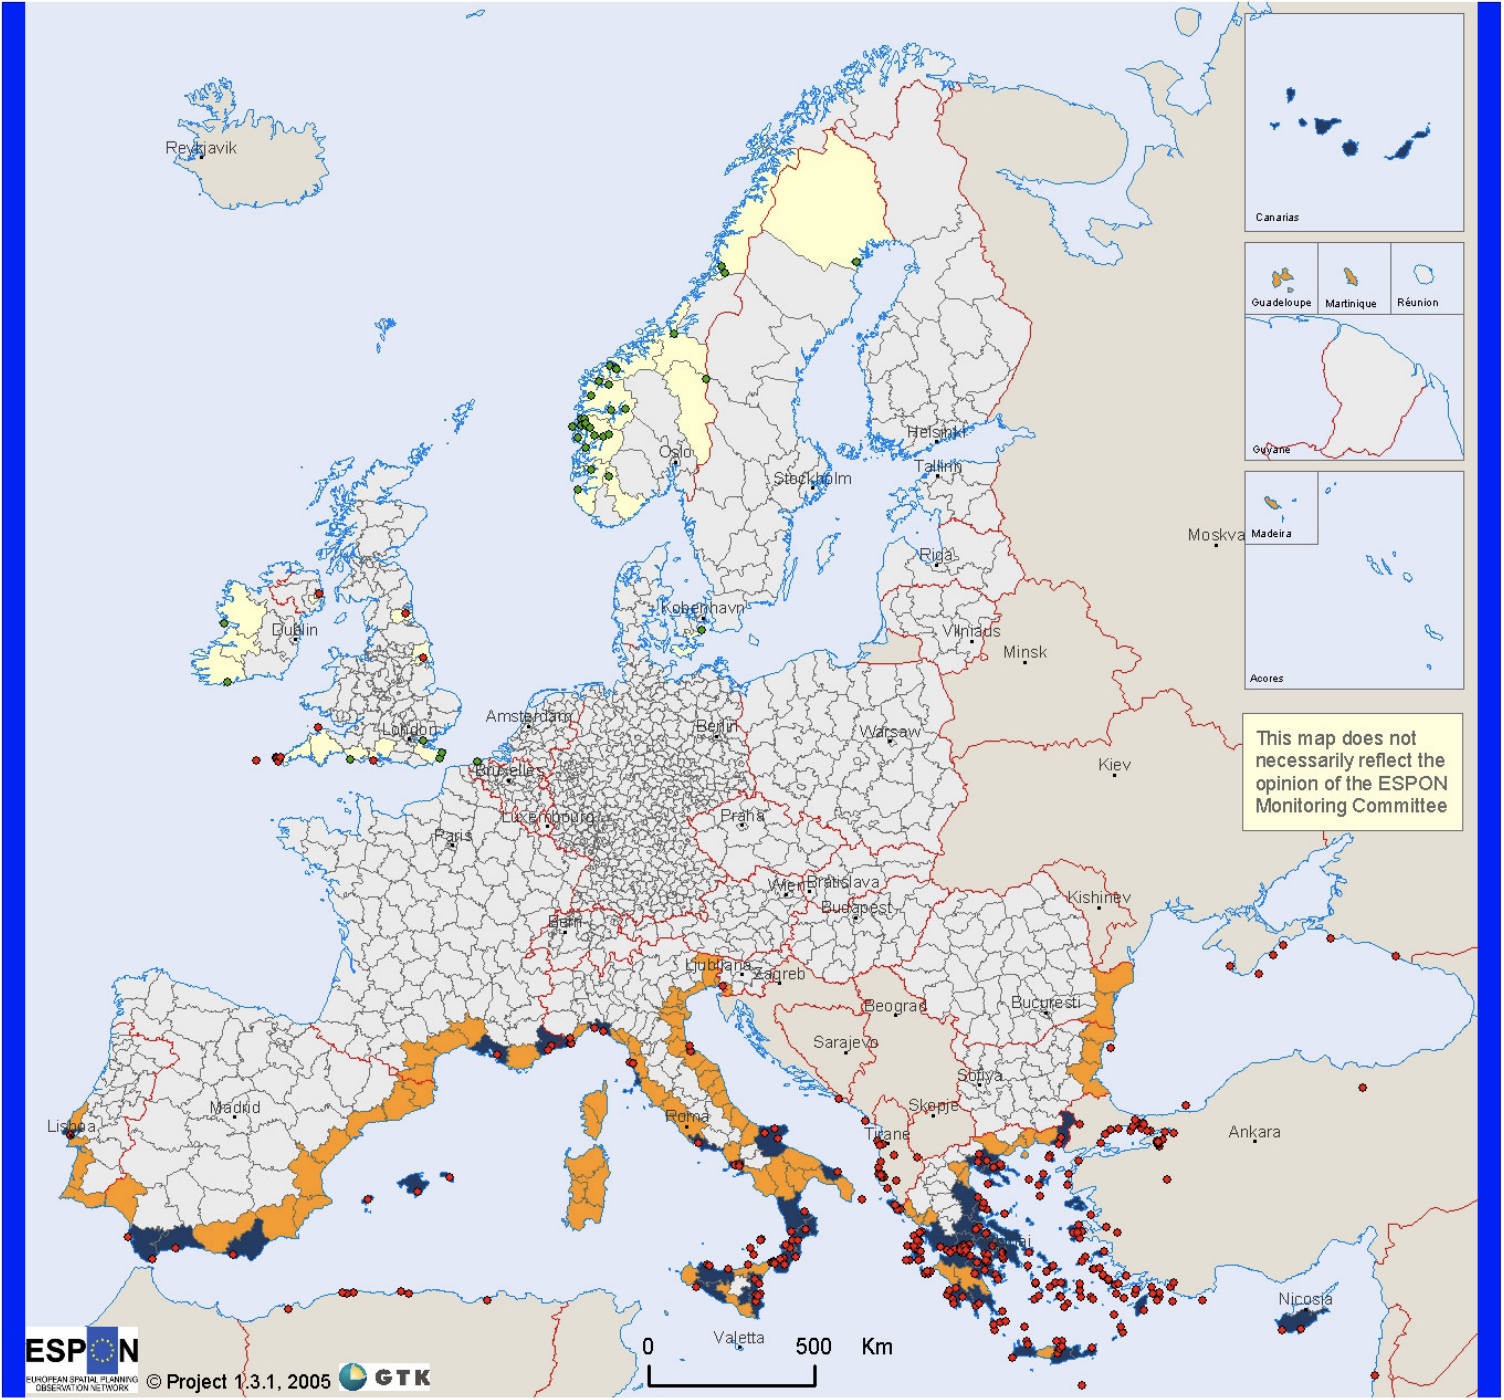 Reykjavik
Canarias
Guadeloupe
Martinique
Réunion
Guyane
Madeira
Acores
Helsinki
Tallinn
Oslo
Stockholm
Moskva
Riga
Kobenhavn
Dublin
Vilniads
Minsk
Amsterdam
London
Berlin
Warsaw
This map does not
necessarily reflect the
opinion of the ESPON
Monitoring Committee
Bruxelles
Kiev
Luxembourg
Praha
Paris
Wien
Bratislava
Budapest
Kishinev
Bern
Ljubljana
Zagreb
Beograd
Bucuresti
Sarajevo
Sofiya
Madrid
Skopje
Roma
Lisboa
Tirane
Ankara
Nicosia
Valetta
0 500 Km
ESPON
EUROPEAN SPATIAL PLANNING
OBSERVATION NETWORK
© Project 1.3.1, 2005
GTK